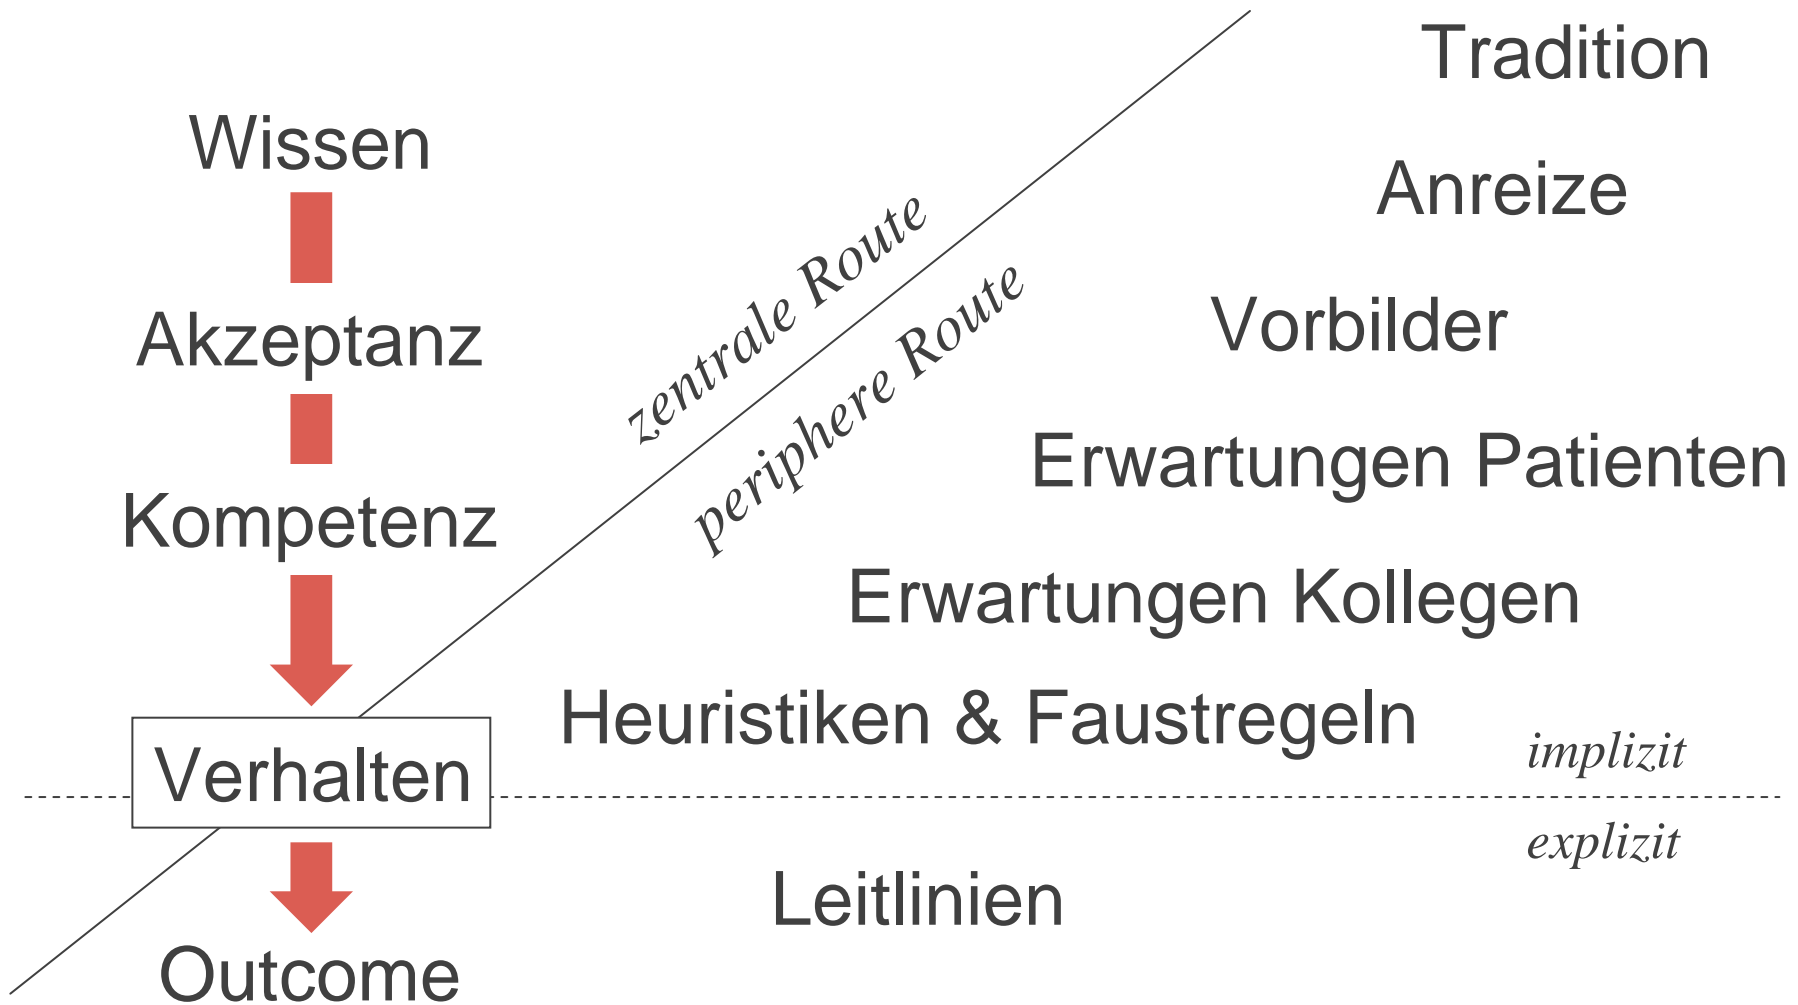 Tradition
Wissen
Anreize
zentrale Route
periphere Route
Akzeptanz
Vorbilder
Erwartungen Patienten
Kompetenz
Erwartungen Kollegen
Heuristiken & Faustregeln
implizit
Verhalten
explizit
Leitlinien
Outcome